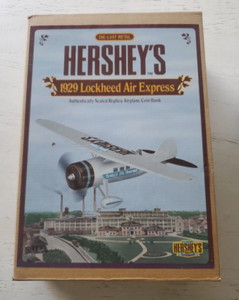 DIE-CAST METAL
HERSHEY'S
1929 Lockheed Air Express
Authentically Scaled Replica Airplane Coin Bank
HERSHEY'S